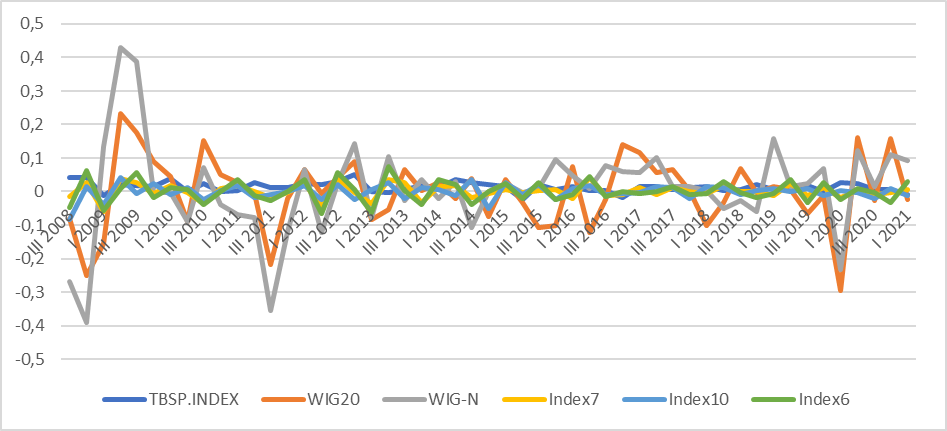 0,5
0,4
0,3
0,2
0,1
0
-0,1
-0,2
-0,3
-0,4
-0,5
III 2008
I 2009
III 2009
I 2010
III 2010
I 2011
III 2011
I 2012
III 2012
I 2013
III 2013
I 2014
III 2014
I 2015
III 2015
I 2016
III 2016
I 2017
III 2017
I 2018
III 2018
I 2019
III 2019
I 2020
III 2020
I 2021
TBSP.INDEX WIG20 WIG-N Index7 Index10 Index6